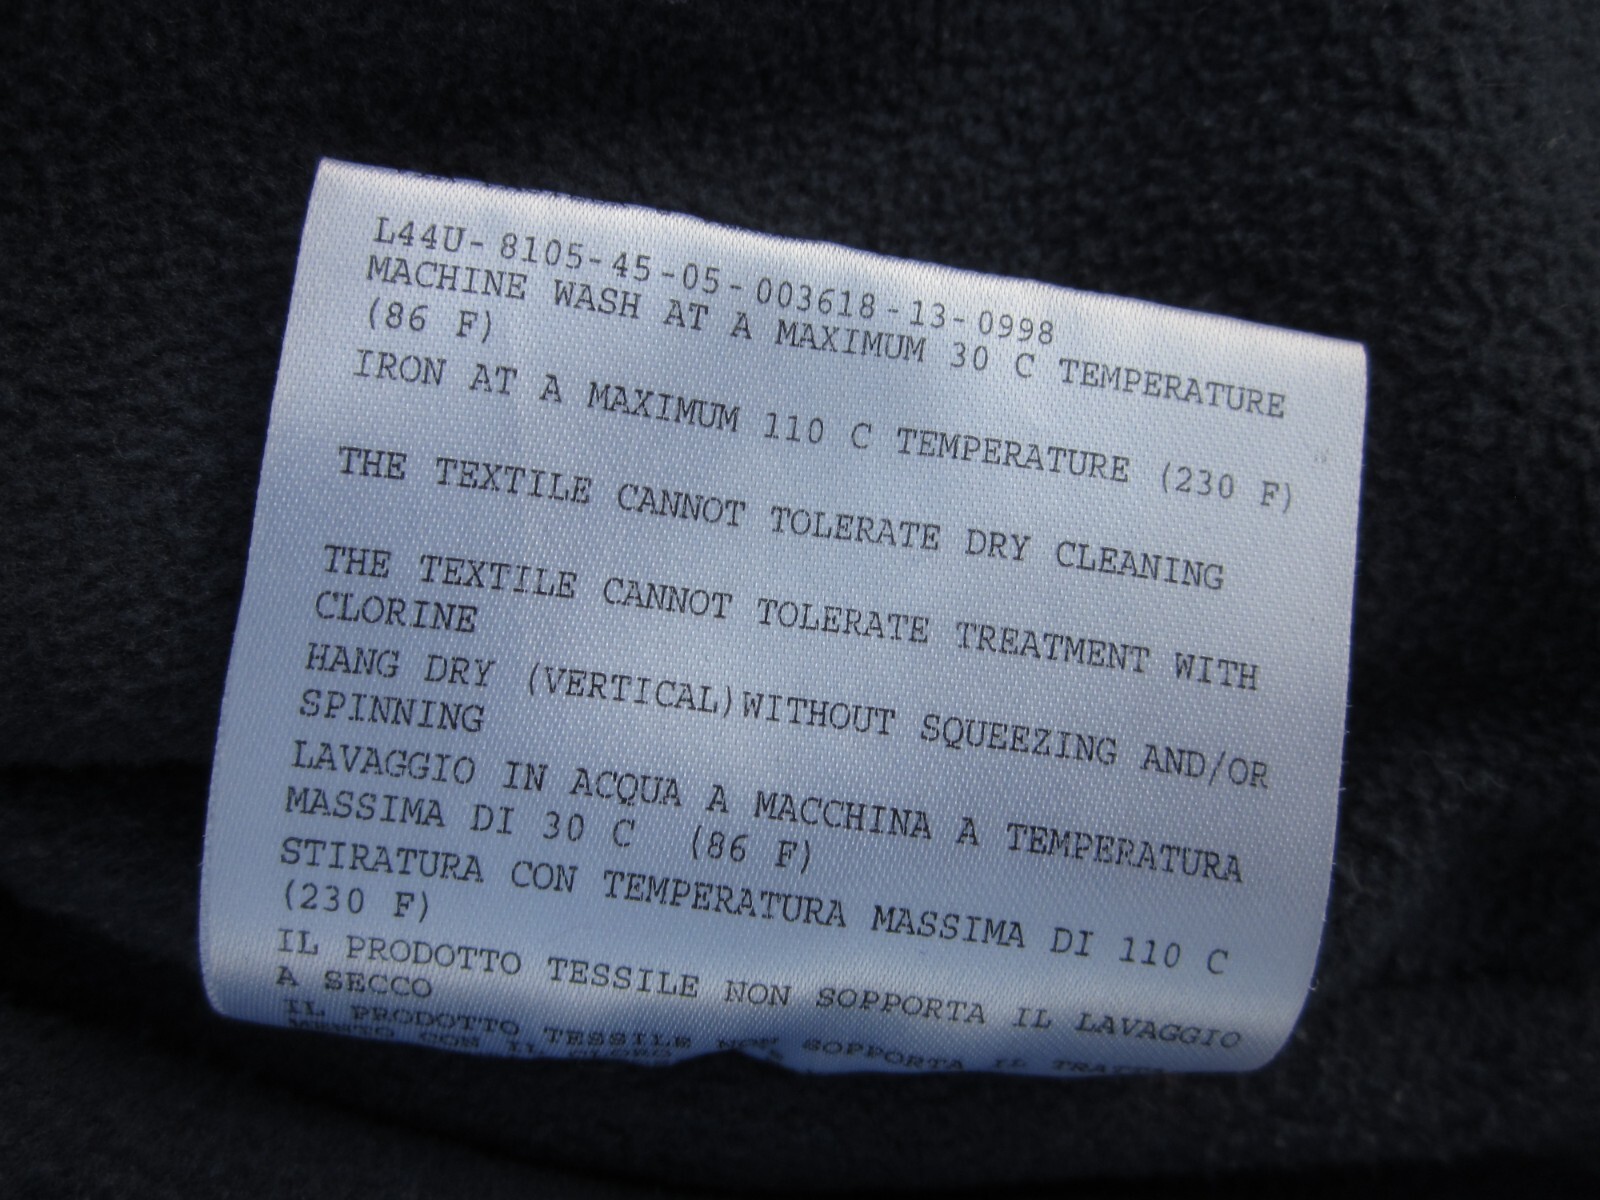 L44U-8105-45-05-003618-13-0998
MACHINE WASH AT A MAXIMUM 30 C TEMPERATURE
(86 F)
IRON AT A MAXIMUM 110 C TEMPERATURE (230 F)
THE TEXTILE CANNOT TOLERATE DRY CLEANING
THE TEXTILE CANNOT TOLERATE TREATMENT WITH
CLORINE
HANG DRY (VERTICAL)WITHOUT SQUEEZING AND/OR
SPINNING
LAVAGGIO IN ACQUA A MACCHINA A TEMPERATURA
MASSIMA DI 30 C (86 F)
STIRATURA CON TEMPERATURA MASSIMA DI 110 C
(230 F)
IL PRODOTTO TESSILE NON SOPPORTA IL LAVAGGIO
A SECCO
IL PRODOTTO TESSILE NON SOPPORTA IL
CON IL CLORO